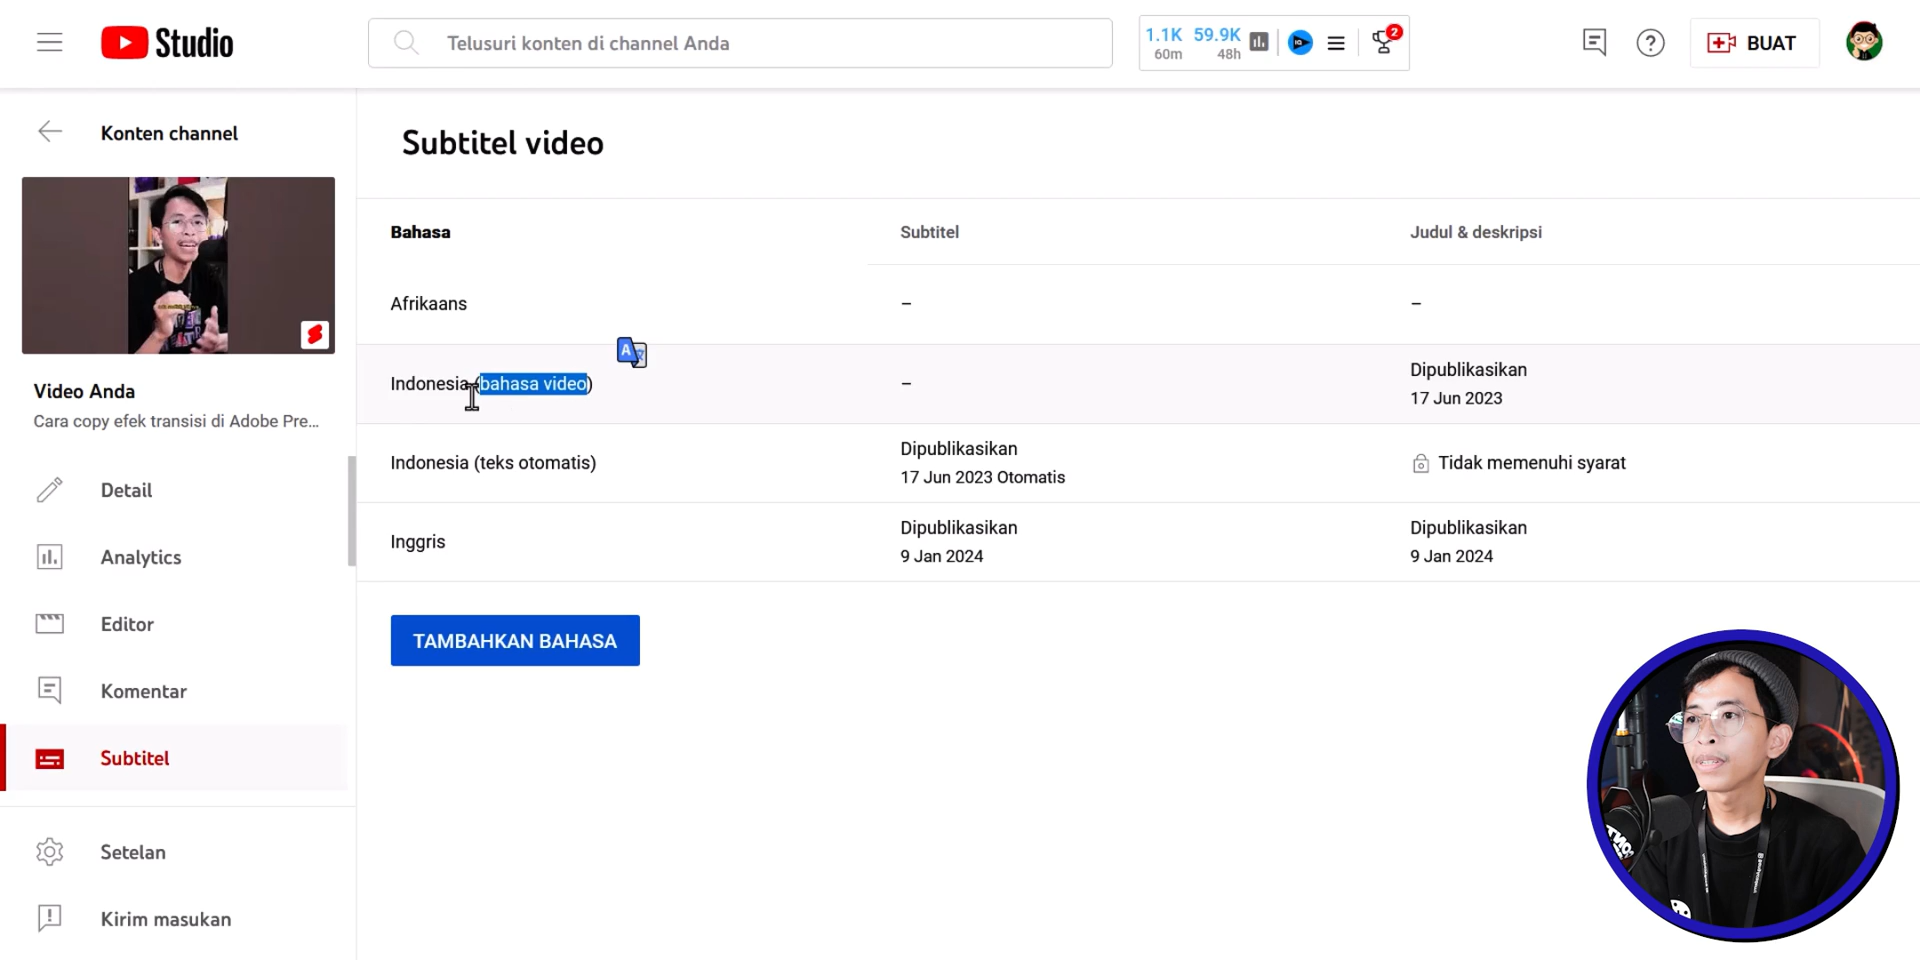 Studio
Telusuri konten di channel Anda
1.1K 59.9K
60m 48h
2
BUAT
Konten channel
Subtitel video
Bahasa Subtitel Judul & deskripsi
Afrikaans – –
Indonesia (bahasa video) – Dipublikasikan
17 Jun 2023
Indonesia (teks otomatis) Dipublikasikan
17 Jun 2023 Otomatis
Tidak memenuhi syarat
Inggris Dipublikasikan Dipublikasikan
9 Jan 2024 9 Jan 2024
TAMBAHKAN BAHASA
Video Anda
Cara copy efek transisi di Adobe Pre...
Detail
Analytics
Editor
Komentar
Subtitel
Setelan
Kirim masukan